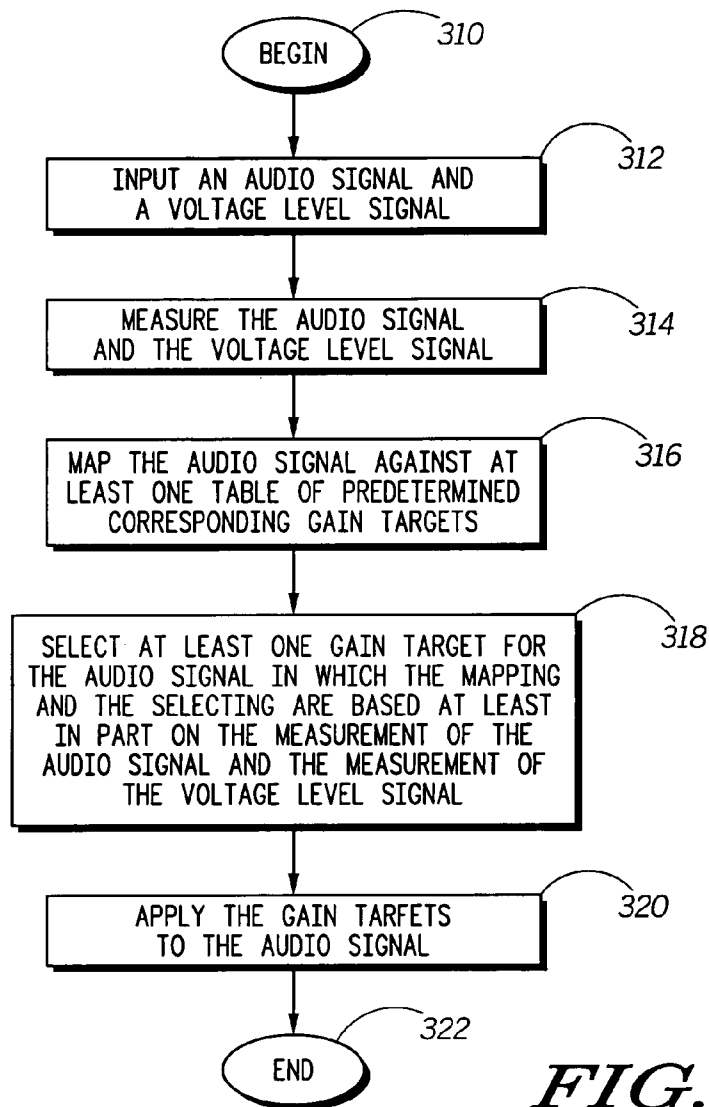 BEGIN
310
INPUT AN AUDIO SIGNAL AND
A VOLTAGE LEVEL SIGNAL
312
MEASURE THE AUDIO SIGNAL
AND THE VOLTAGE LEVEL SIGNAL
314
MAP THE AUDIO SIGNAL AGAINST AT
LEAST ONE TABLE OF PREDETERMINED
CORRESPONDING GAIN TARGETS
316
SELECT AT LEAST ONE GAIN TARGET FOR
THE AUDIO SIGNAL IN WHICH THE MAPPING
AND THE SELECTING ARE BASED AT LEAST
IN PART ON THE MEASUREMENT OF THE
AUDIO SIGNAL AND THE MEASUREMENT OF
THE VOLTAGE LEVEL SIGNAL
318
APPLY THE GAIN TARFETS
TO THE AUDIO SIGNAL
320
END
322
FIG.